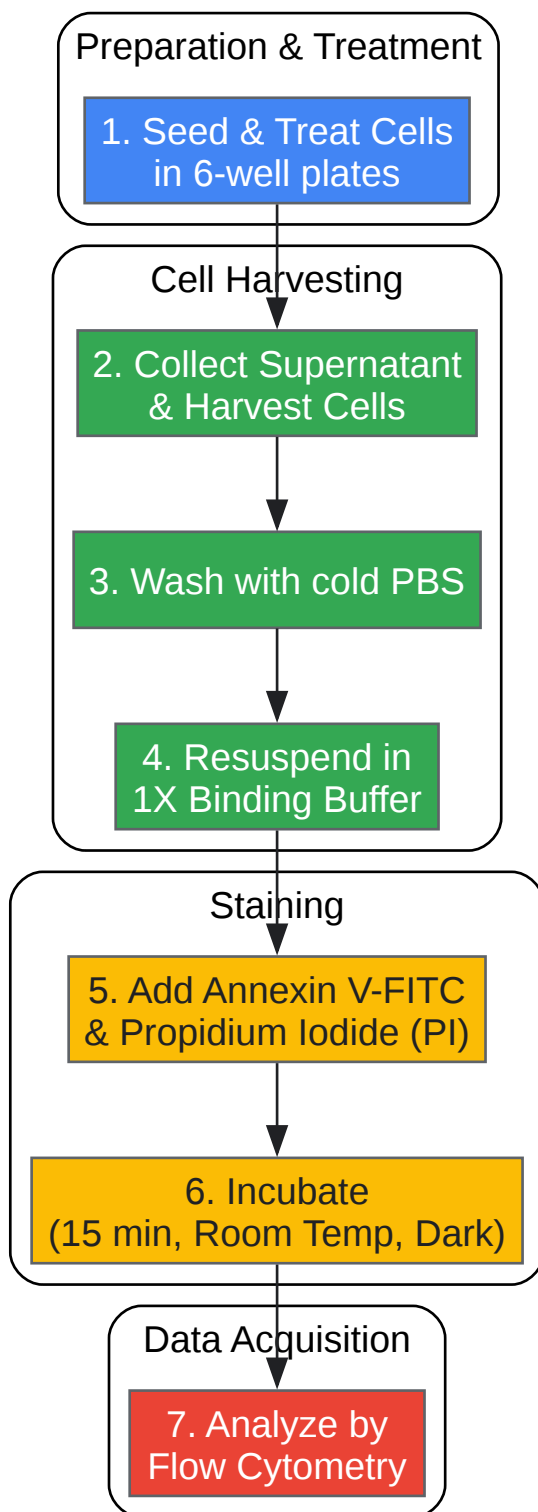 Preparation & Treatment
1. Seed & Treat Cells
in 6-well plates
Cell Harvesting
2. Collect Supernatant
& Harvest Cells
3. Wash with cold PBS
4. Resuspend in
1X Binding Buffer
Staining
5. Add Annexin V-FITC
& Propidium Iodide (PI)
6. Incubate
(15 min, Room Temp, Dark)
Data Acquisition
7. Analyze by
Flow Cytometry